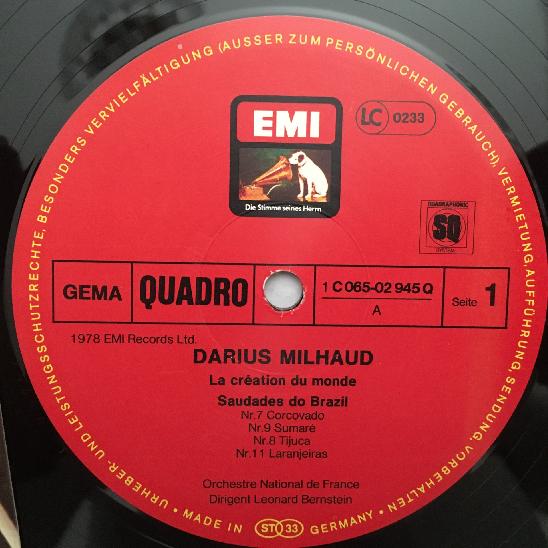 URHEBER- UND LEISTUNGSSCHUTZRECHTE, BESONDERS VERVIELFÄLTIGUNG (AUSSER ZUM PERSÖNLICHEN GEBRAUCH), VERMIETUNG, AUFFÜHRUNG, SENDUNG, VORBEHALTEN
EMI
LC 0233
Die Stimme seines Herrn
QUADRAPHONIC
SQ
SYSTEM
GEMA
QUADRO
1 C 065-02 945 Q
A
Seite 1
1978 EMI Records Ltd.
DARIUS MILHAUD
La création du monde
Saudades do Brazil
Nr.7 Corcovado
Nr.9 Sumaré
Nr.8 Tijuca
Nr.11 Laranjeiras
Orchestre National de France
Dirigent Leonard Bernstein
• MADE IN ST 33 GERMANY •